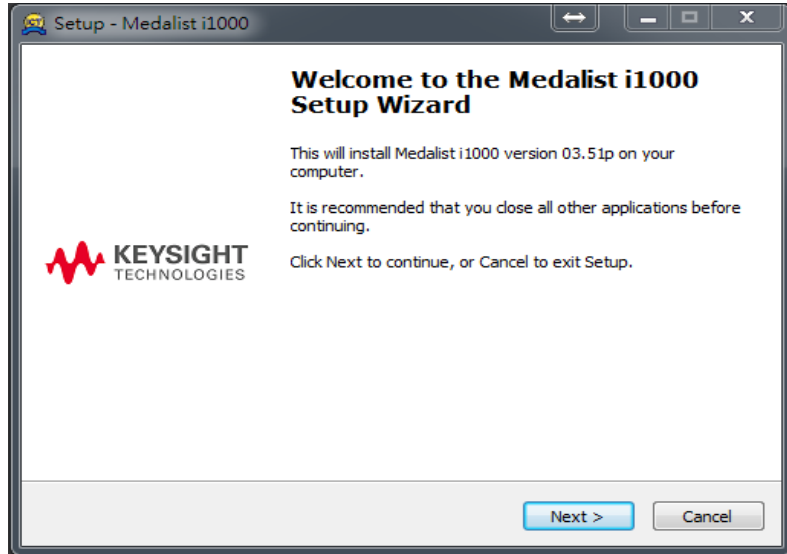 Setup - Medalist i1000
Welcome to the Medalist i1000
Setup Wizard
This will install Medalist i1000 version 03.51p on your
computer.
It is recommended that you close all other applications before
continuing.
KEYSIGHT
TECHNOLOGIES
Click Next to continue, or Cancel to exit Setup.
Next >
Cancel